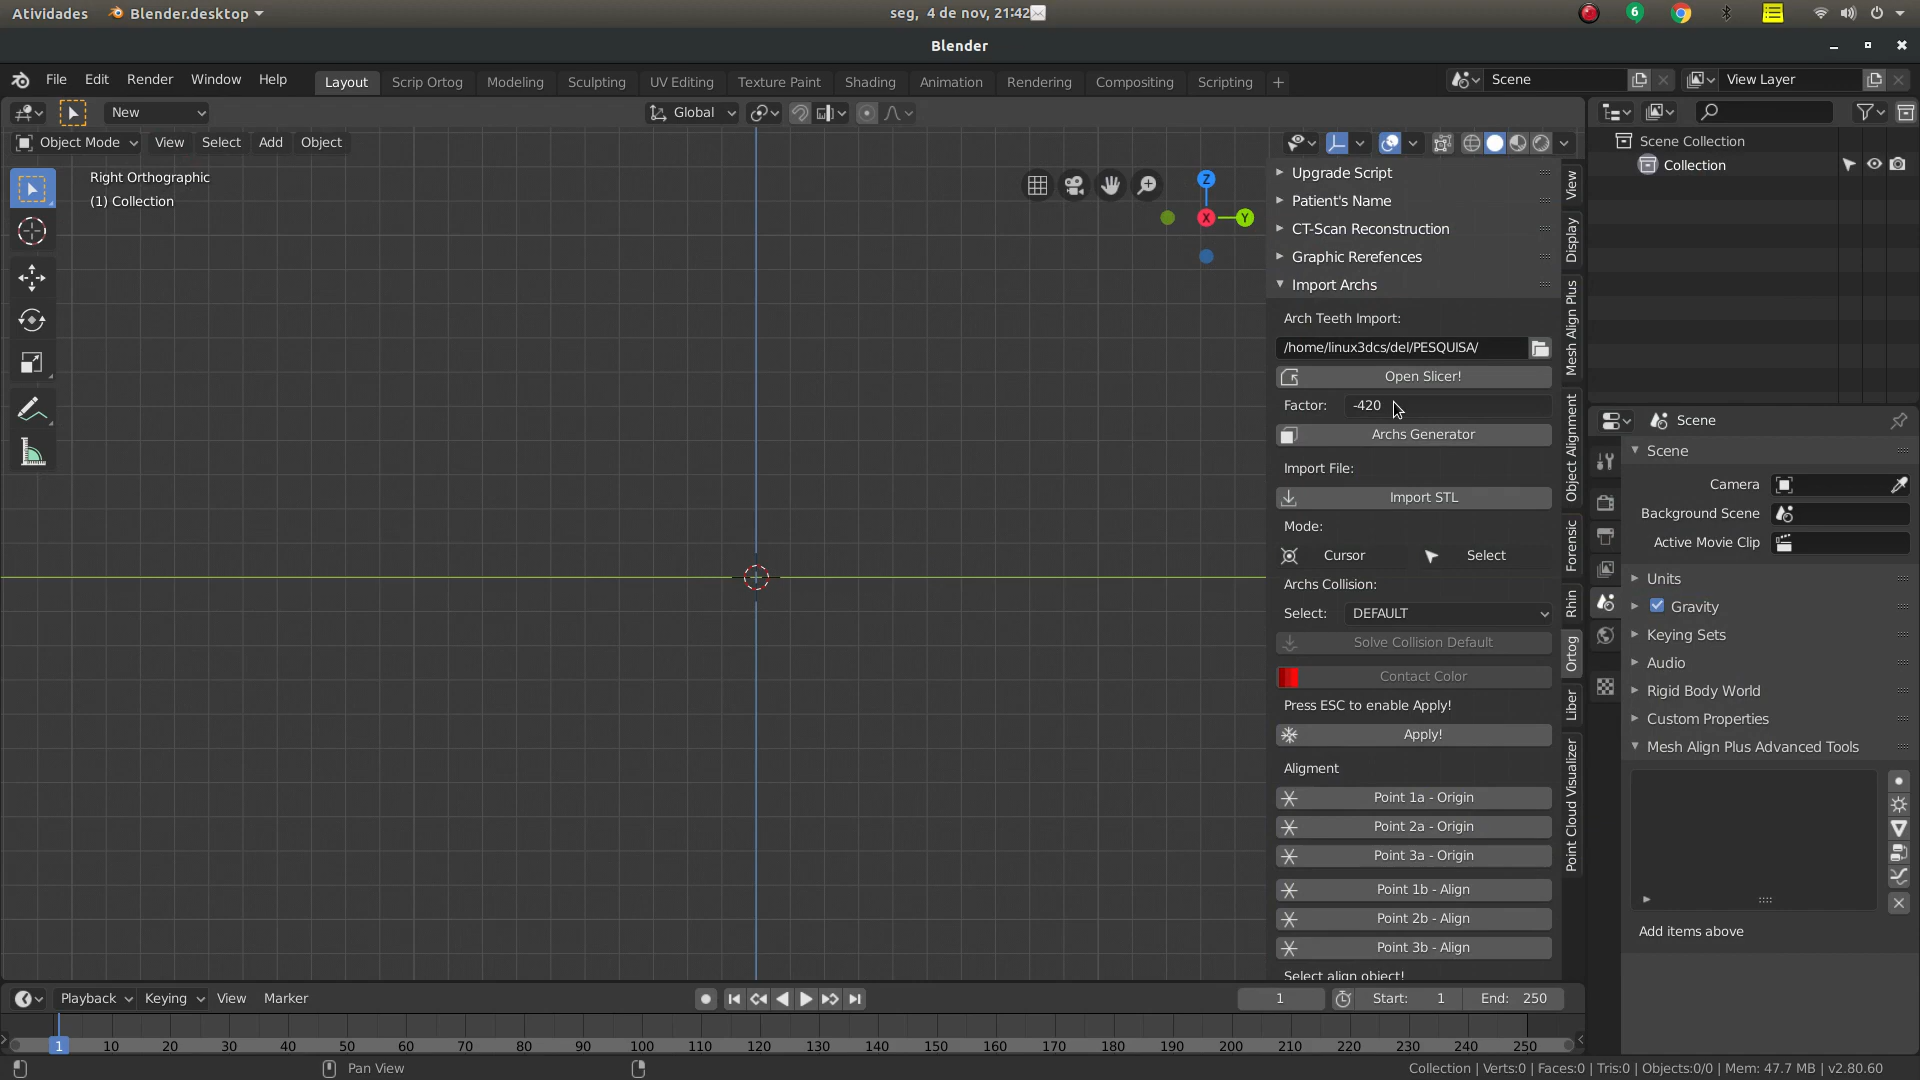 Atividades Blender.desktop seg, 4 de nov, 21:42 6
Blender
File Edit Render Window Help Layout Scrip Ortog Modeling Sculpting UV Editing Texture Paint Shading Animation Rendering Compositing Scripting + Scene View Layer
New Global
Object Mode View Select Add Object
Right Orthographic
(1) Collection
Z
X
Y
Upgrade Script
Patient's Name
CT-Scan Reconstruction
Graphic Rerefences
Import Archs
Arch Teeth Import:
/home/linux3dcs/del/PESQUISA/
Open Slicer!
Factor: -420
Archs Generator
Import File:
Import STL
Mode:
Cursor Select
Archs Collision:
Select: DEFAULT
Solve Collision Default
Contact Color
Press ESC to enable Apply!
Apply!
Aligment
Point 1a - Origin
Point 2a - Origin
Point 3a - Origin
Point 1b - Align
Point 2b - Align
Point 3b - Align
Select align object!
View
Display
Mesh Align Plus
Object Alignment
Forensic
Rhin
Ortog
Liber
Point Cloud Visualizer
Scene Collection
Collection
Scene
Scene
Camera
Background Scene
Active Movie Clip
Units
Gravity
Keying Sets
Audio
Rigid Body World
Custom Properties
Mesh Align Plus Advanced Tools
Add items above
Playback Keying View Marker 1 Start: 1 End: 250
1 10 20 30 40 50 60 70 80 90 100 110 120 130 140 150 160 170 180 190 200 210 220 230 240 250
Pan View Collection | Verts:0 | Faces:0 | Tris:0 | Objects:0/0 | Mem: 47.7 MB | v2.80.60